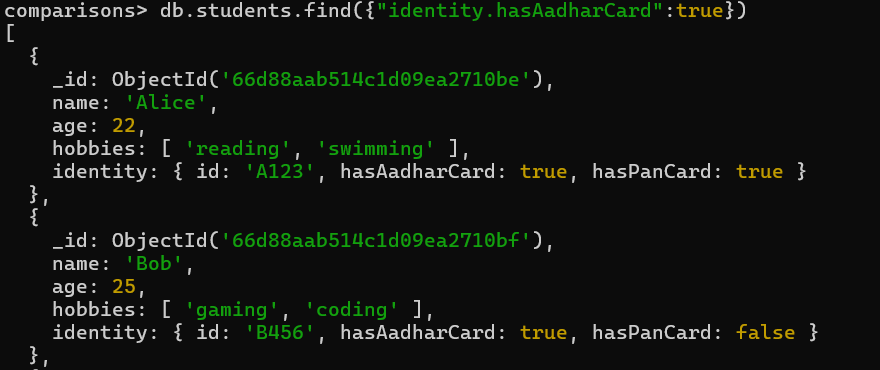 comparisons> db.students.find({"identity.hasAadharCard":true})
[
  {
    _id: ObjectId('66d88aab514c1d09ea2710be'),
    name: 'Alice',
    age: 22,
    hobbies: [ 'reading', 'swimming' ],
    identity: { id: 'A123', hasAadharCard: true, hasPanCard: true }
  },
  {
    _id: ObjectId('66d88aab514c1d09ea2710bf'),
    name: 'Bob',
    age: 25,
    hobbies: [ 'gaming', 'coding' ],
    identity: { id: 'B456', hasAadharCard: true, hasPanCard: false }
  },